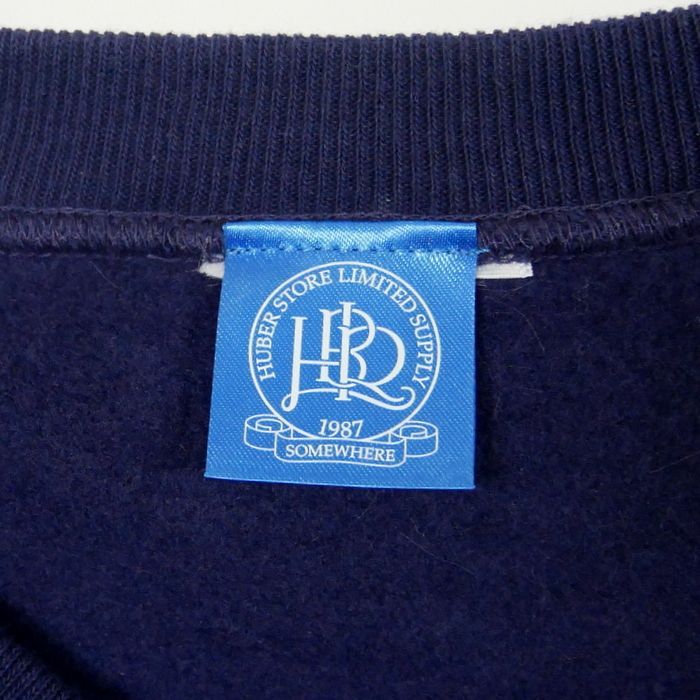 HUBER STORE LIMITED SUPPLY
HBR
1987
SOMEWHERE